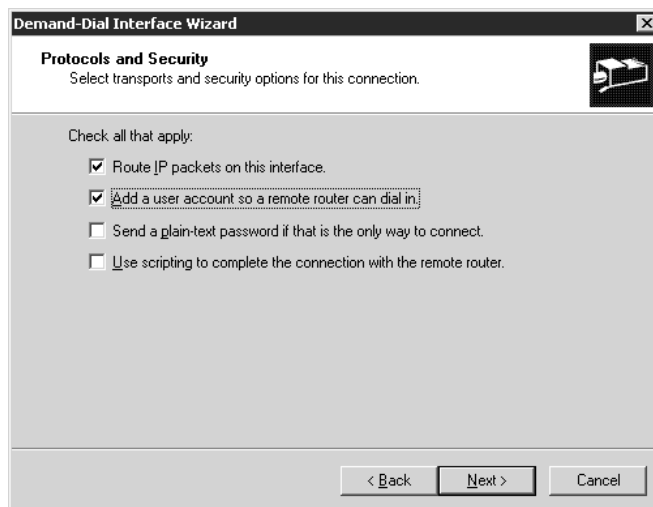 Demand-Dial Interface Wizard
Protocols and Security
Select transports and security options for this connection.
Check all that apply:
Route IP packets on this interface.
Add a user account so a remote router can dial in.
Send a plain-text password if that is the only way to connect.
Use scripting to complete the connection with the remote router.
< Back Next > Cancel